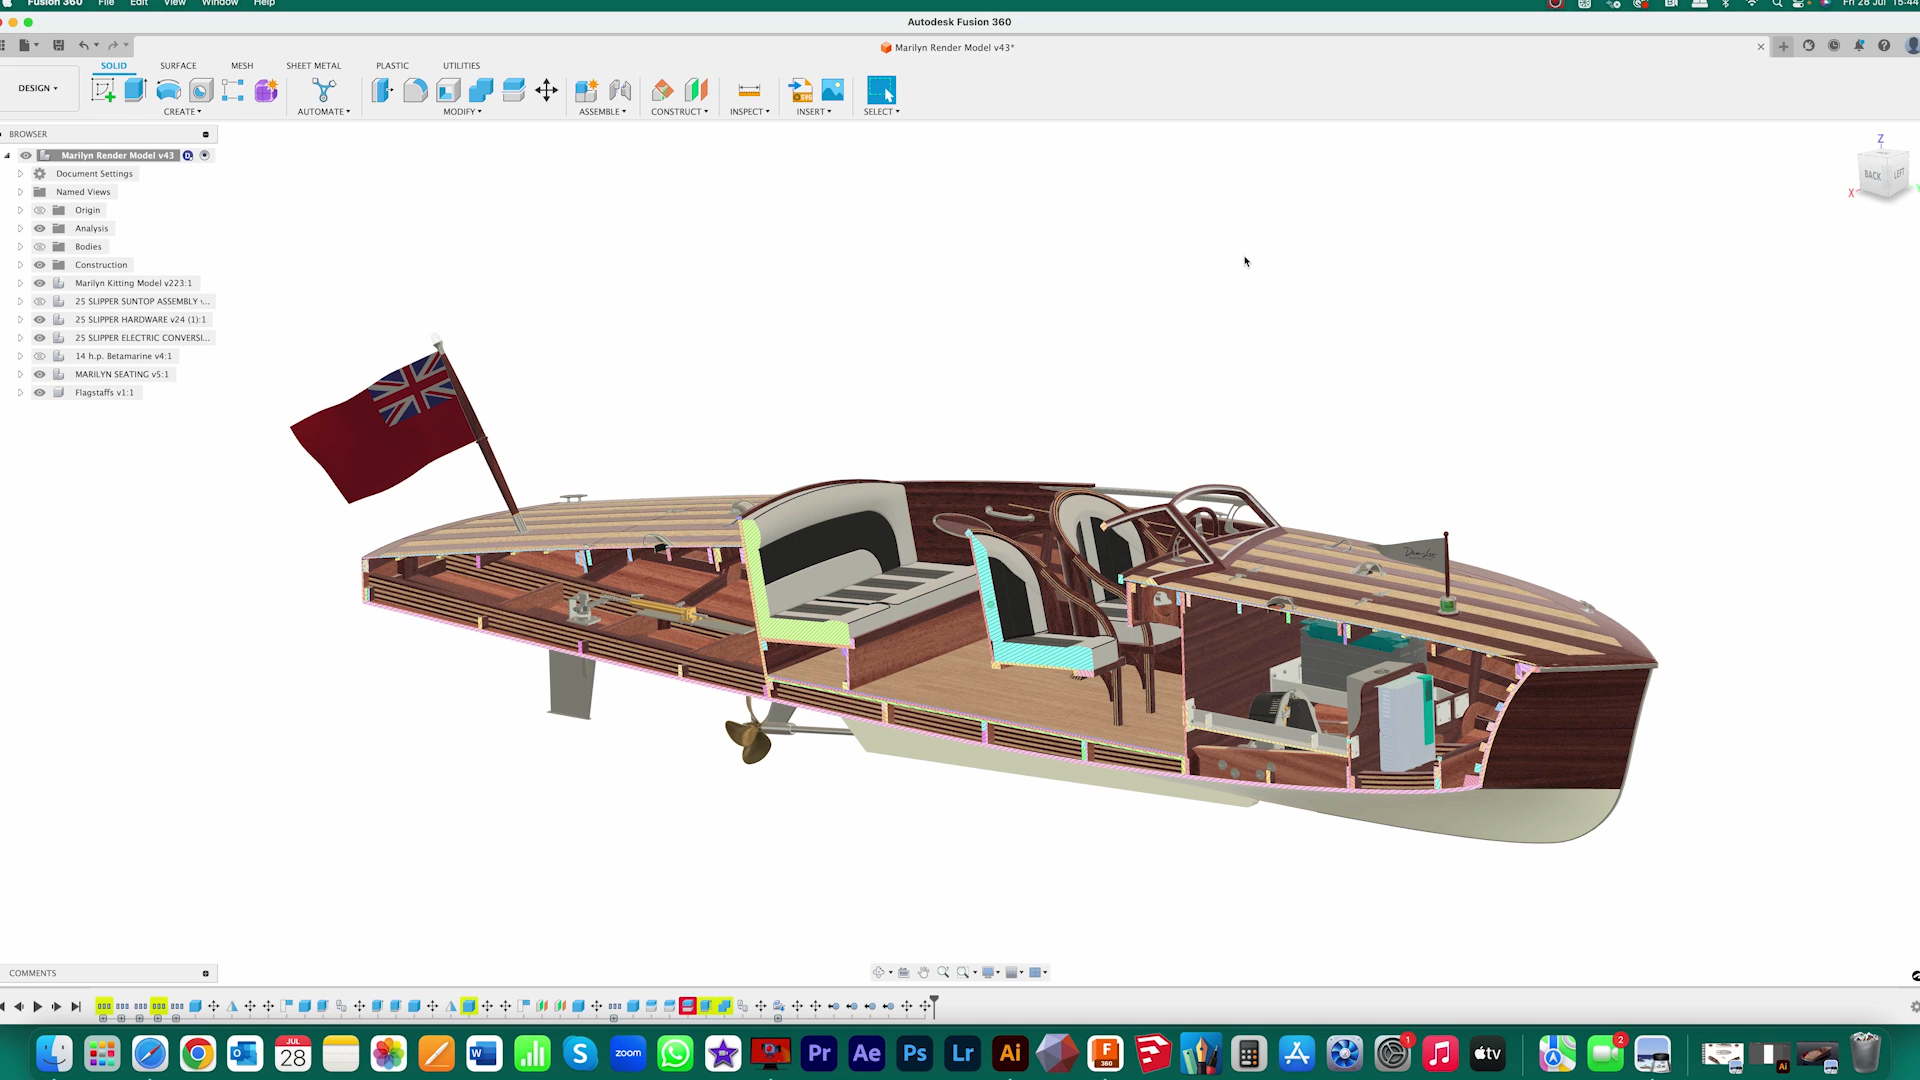 Fusion 360 File Edit View Window Help Fri 28 Jul 15:44
Autodesk Fusion 360
Marilyn Render Model v43*
SOLID SURFACE MESH SHEET METAL PLASTIC UTILITIES
DESIGN
CREATE AUTOMATE MODIFY ASSEMBLE CONSTRUCT INSPECT INSERT SELECT
BROWSER
Marilyn Render Model v43
Document Settings
Named Views
Origin
Analysis
Bodies
Construction
Marilyn Kitting Model v223:1
25 SLIPPER SUNTOP ASSEMBLY ...
25 SLIPPER HARDWARE v24 (1):1
25 SLIPPER ELECTRIC CONVERSI...
14 h.p. Betamarine v4:1
MARILYN SEATING v5:1
Flagstaffs v1:1
Z
BACK LEFT
X
COMMENTS
JUL
28
zoom
Pr
Ae
Ps
Lr
Ai
F
360
1
tv
2